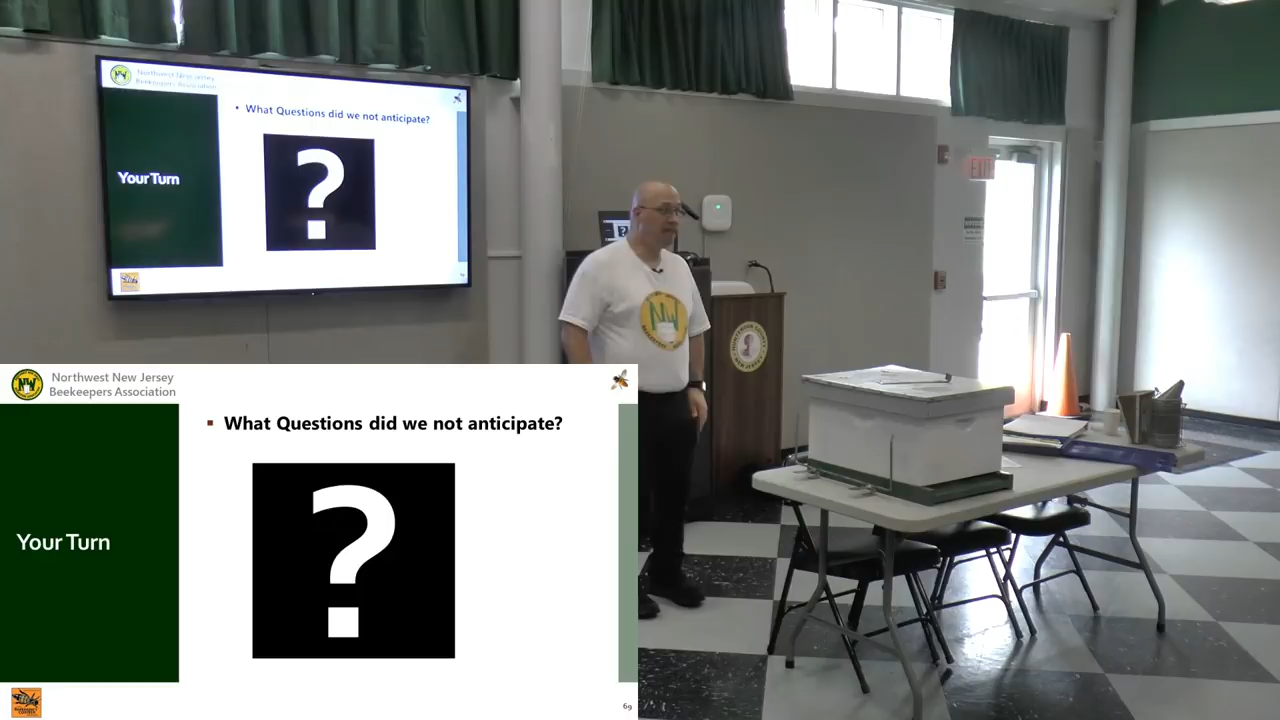 Northwest New Jersey
Beekeepers Association
What Questions did we not anticipate?
Your Turn
?
EXIT
NW
Northwest New Jersey
Beekeepers Association
What Questions did we not anticipate?
Your Turn
?
69